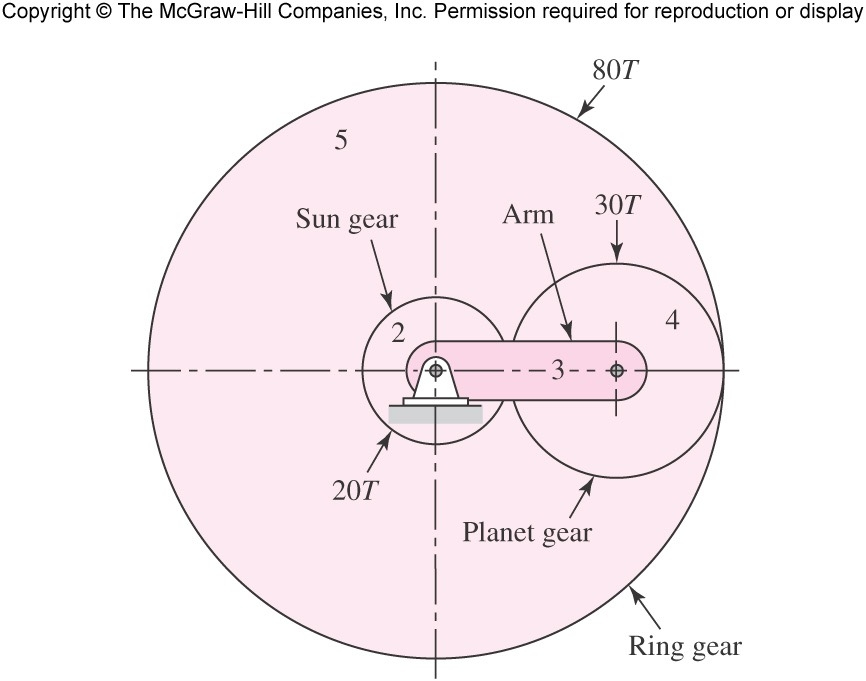 Copyright © The McGraw-Hill Companies, Inc. Permission required for reproduction or display
80T
5
Sun gear
Arm
30T
2
4
3
20T
Planet gear
Ring gear